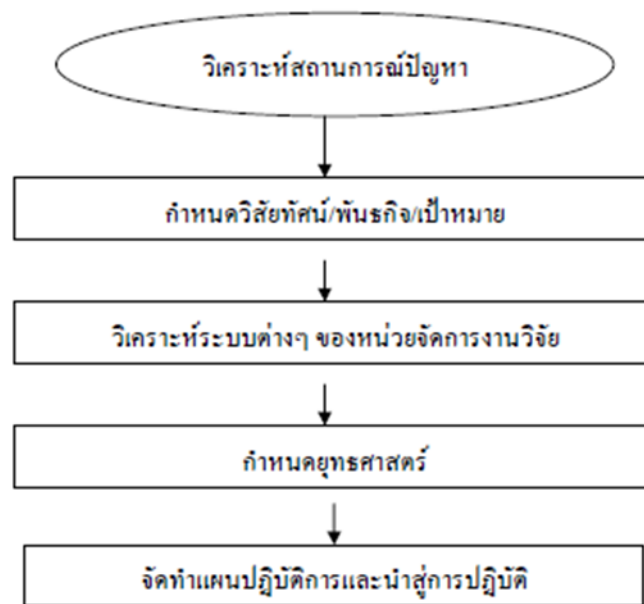 วิเคราะห์สถานการณ์ปัญหา
กำหนดวิสัยทัศน์/พันธกิจ/เป้าหมาย
วิเคราะห์ระบบต่างๆ ของหน่วยจัดการงานวิจัย
กำหนดยุทธศาสตร์
จัดทำแผนปฏิบัติการและนำสู่การปฏิบัติ